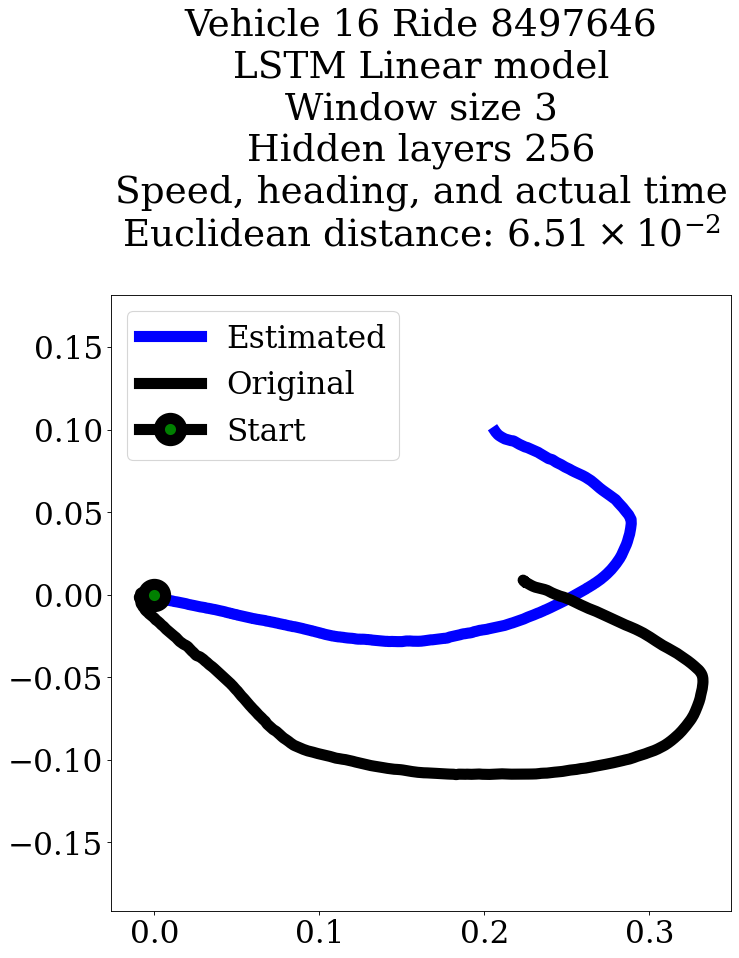 Vehicle 16 Ride 8497646
LSTM Linear model
Window size 3
Hidden layers 256
Speed, heading, and actual time
Euclidean distance: 6.51 × 10⁻²
Estimated
Original
Start
0.15
0.10
0.05
0.00
−0.05
−0.10
−0.15
0.0 0.1 0.2 0.3